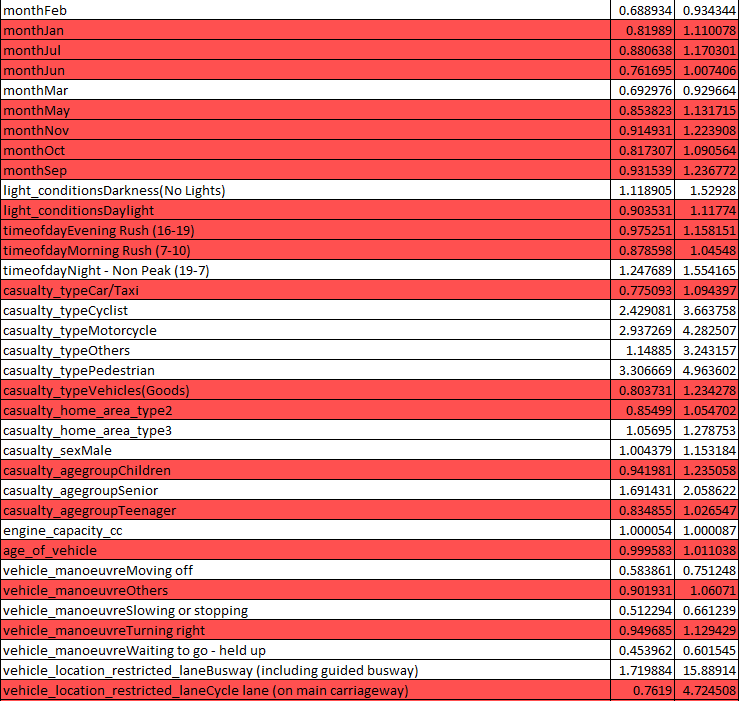 monthFeb 0.688934 0.934344
monthJan 0.81989 1.110078
monthJul 0.880638 1.170301
monthJun 0.761695 1.007406
monthMar 0.692976 0.929664
monthMay 0.853823 1.131715
monthNov 0.914931 1.223908
monthOct 0.817307 1.090564
monthSep 0.931539 1.236772
light_conditionsDarkness(No Lights) 1.118905 1.52928
light_conditionsDaylight 0.903531 1.11774
timeofdayEvening Rush (16-19) 0.975251 1.158151
timeofdayMorning Rush (7-10) 0.878598 1.04548
timeofdayNight - Non Peak (19-7) 1.247689 1.554165
casualty_typeCar/Taxi 0.775093 1.094397
casualty_typeCyclist 2.429081 3.663758
casualty_typeMotorcycle 2.937269 4.282507
casualty_typeOthers 1.14885 3.243157
casualty_typePedestrian 3.306669 4.963602
casualty_typeVehicles(Goods) 0.803731 1.234278
casualty_home_area_type2 0.85499 1.054702
casualty_home_area_type3 1.05695 1.278753
casualty_sexMale 1.004379 1.153184
casualty_agegroupChildren 0.941981 1.235058
casualty_agegroupSenior 1.691431 2.058622
casualty_agegroupTeenager 0.834855 1.026547
engine_capacity_cc 1.000054 1.000087
age_of_vehicle 0.999583 1.011038
vehicle_manoeuvreMoving off 0.583861 0.751248
vehicle_manoeuvreOthers 0.901931 1.06071
vehicle_manoeuvreSlowing or stopping 0.512294 0.661239
vehicle_manoeuvreTurning right 0.949685 1.129429
vehicle_manoeuvreWaiting to go - held up 0.453962 0.601545
vehicle_location_restricted_laneBusway (including guided busway) 1.719884 15.88914
vehicle_location_restricted_laneCycle lane (on main carriageway) 0.7619 4.724508